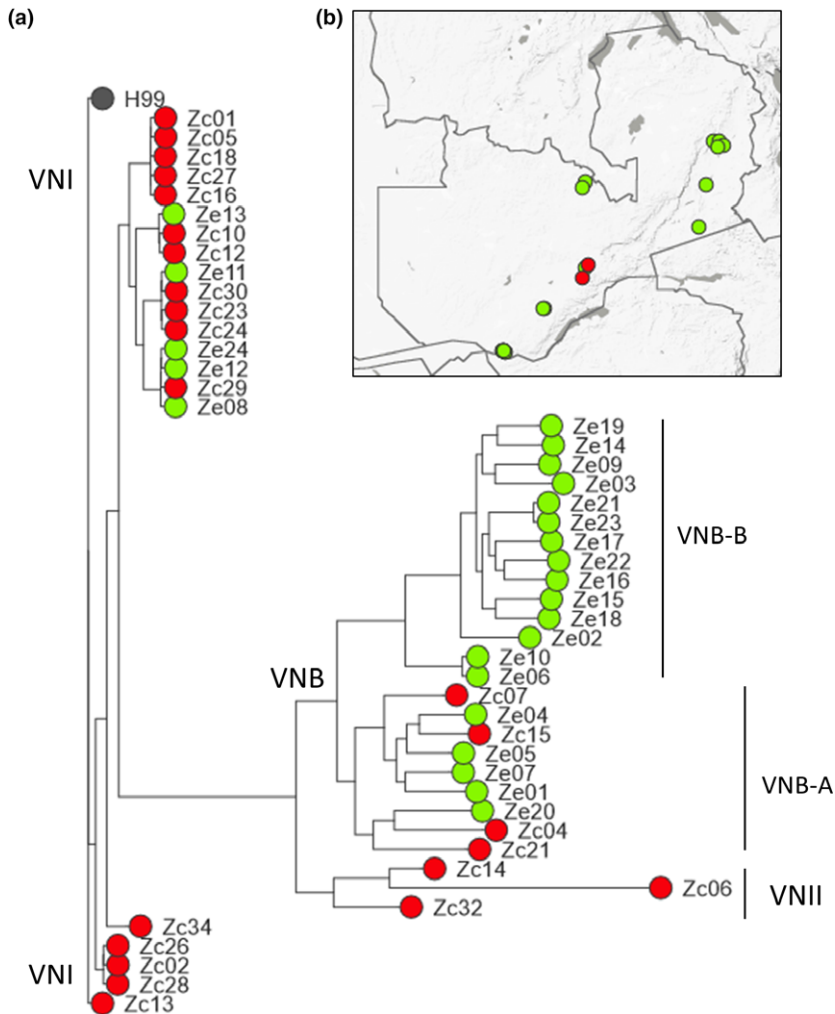 (a)
(b)
H99
VNI
Zc01
Zc05
Zc18
Zc27
Zc16
Ze13
Zc10
Zc12
Ze11
Zc30
Zc23
Zc24
Ze24
Ze12
Zc29
Ze08
Ze19
Ze14
Ze09
Ze03
Ze21
Ze23
Ze17
Ze22
Ze16
Ze15
Ze18
Ze02
Ze10
Ze06
VNB-B
VNB
Zc07
Ze04
Zc15
Ze05
Ze07
Ze01
Ze20
Zc04
Zc21
VNB-A
Zc14
Zc06
Zc32
VNII
Zc34
Zc26
Zc02
Zc28
Zc13
VNI